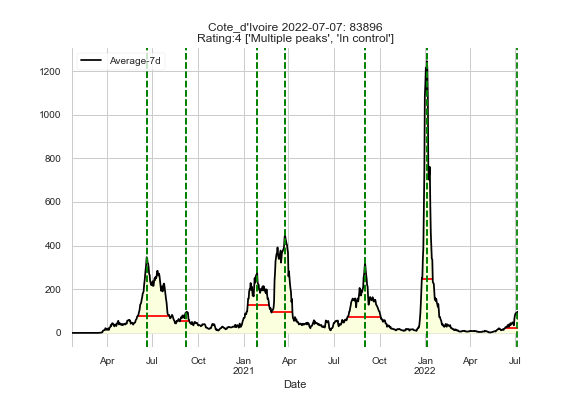 Cote_d'Ivoire 2022-07-07: 83896
Rating:4 ['Multiple peaks', 'In control']
Average-7d
1200
1000
800
600
400
200
0
Apr Jul Oct Jan Apr Jul Oct Jan Apr Jul
2021 2022
Date